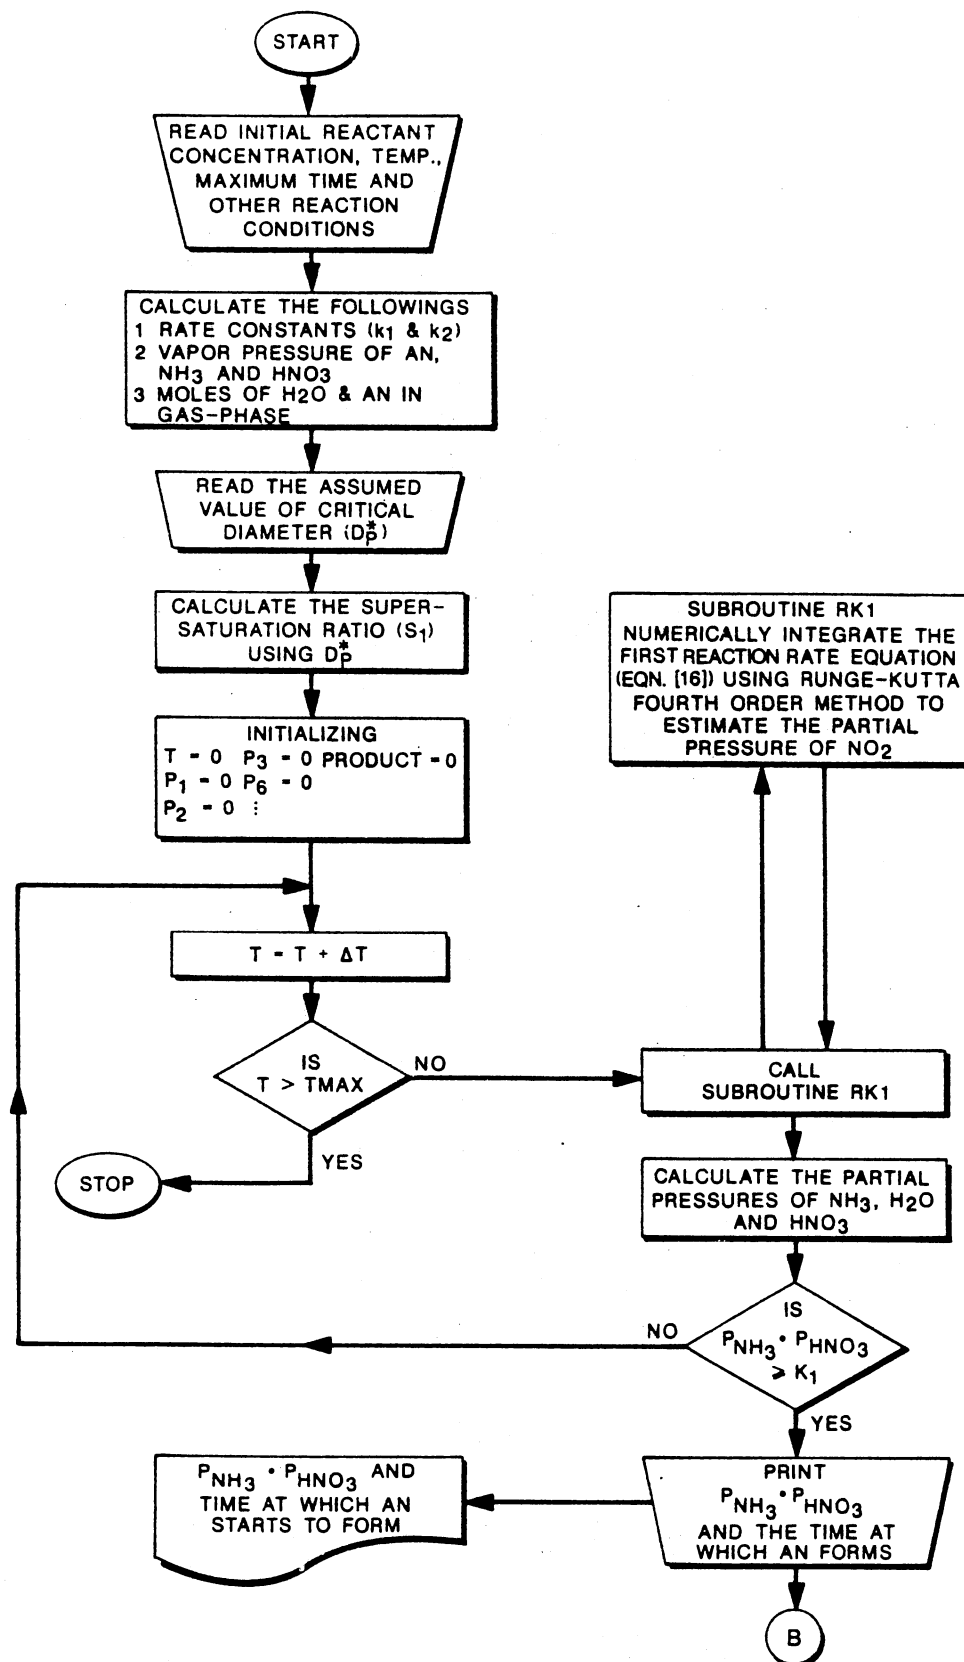 START
READ INITIAL REACTANT
CONCENTRATION, TEMP.,
MAXIMUM TIME AND
OTHER REACTION
CONDITIONS
CALCULATE THE FOLLOWINGS
1 RATE CONSTANTS (k1 & k2)
2 VAPOR PRESSURE OF AN,
NH3 AND HNO3
3 MOLES OF H2O & AN IN
GAS-PHASE
READ THE ASSUMED
VALUE OF CRITICAL
DIAMETER (D*p)
CALCULATE THE SUPER-
SATURATION RATIO (S1)
USING D*p
INITIALIZING
T = 0 P3 = 0 PRODUCT = 0
P1 = 0 P6 = 0
P2 = 0 ⋮
T = T + ΔT
IS
T > TMAX
NO
YES
STOP
SUBROUTINE RK1
NUMERICALLY INTEGRATE THE
FIRST REACTION RATE EQUATION
(EQN. [16]) USING RUNGE-KUTTA
FOURTH ORDER METHOD TO
ESTIMATE THE PARTIAL
PRESSURE OF NO2
CALL
SUBROUTINE RK1
CALCULATE THE PARTIAL
PRESSURES OF NH3, H2O
AND HNO3
IS
PNH3 • PHNO3
⩾ K1
NO
YES
PRINT
PNH3 • PHNO3
AND THE TIME AT
WHICH AN FORMS
PNH3 • PHNO3 AND
TIME AT WHICH AN
STARTS TO FORM
B